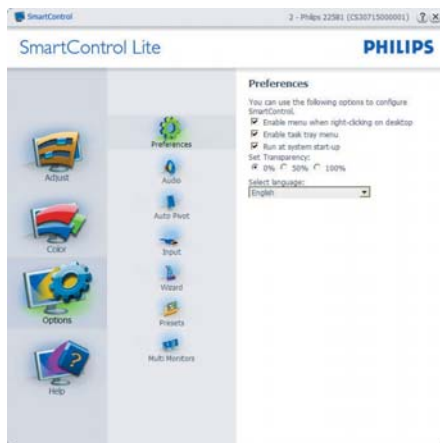 SmartControl
2 - Philips 225B1 (CS30715000001)
SmartControl Lite
PHILIPS
Adjust
Color
Options
Help
Preferences
Audio
Auto Pivot
Input
Wizard
Presets
Multi Monitors
Preferences
You can use the following options to configure
SmartControl.
Enable menu when right-clicking on desktop
Enable task tray menu
Run at system start-up
Set Transparency:
0% 50% 100%
Select language:
English